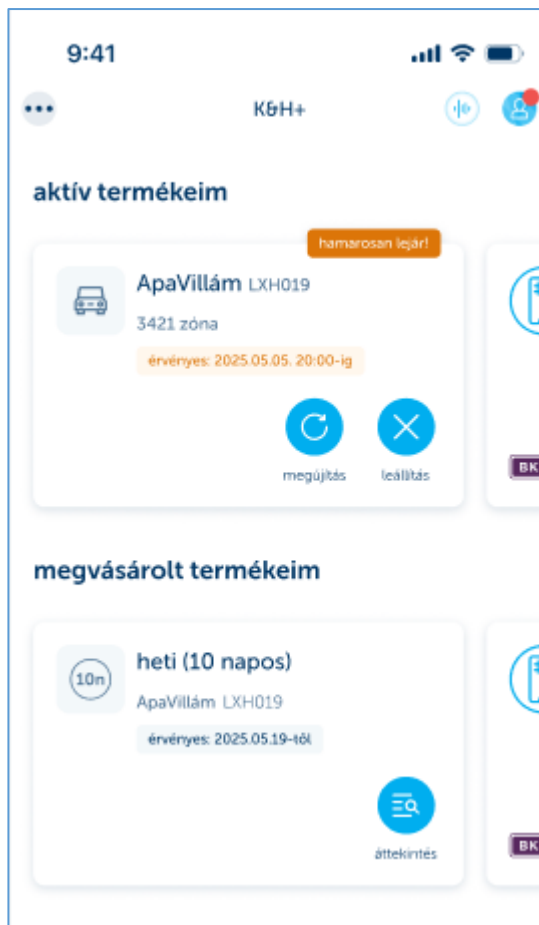 9:41
K&H+
aktív termékeim
hamarosan lejár!
ApaVillám LXH019
3421 zóna
érvényes: 2025.05.05. 20:00-ig
megújítás
leállítás
BK
megvásárolt termékeim
10n
heti (10 napos)
ApaVillám LXH019
érvényes: 2025.05.19-től
áttekintés
BK